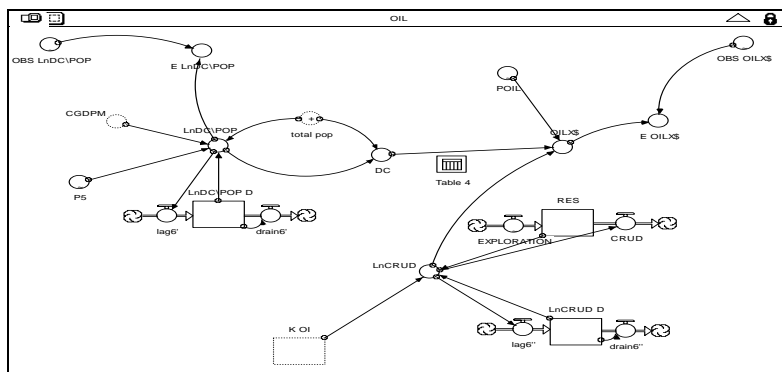 OIL
OBS LnDC\POP
E LnDC\POP
OBS OILX$
POIL
CGDPM
LnDC\POP
total pop
OILX$
E OILX$
DC
Table 4
P5
LnDC\POP D
lag6'
drain6'
RES
EXPLORATION
CRUD
LnCRUD
LnCRUD D
K OI
lag6"
drain6"